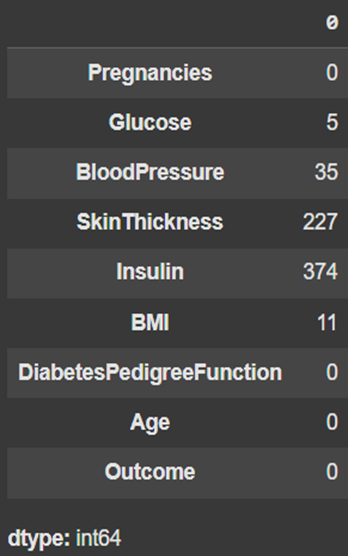 0
Pregnancies 0
Glucose 5
BloodPressure 35
SkinThickness 227
Insulin 374
BMI 11
DiabetesPedigreeFunction 0
Age 0
Outcome 0
dtype: int64